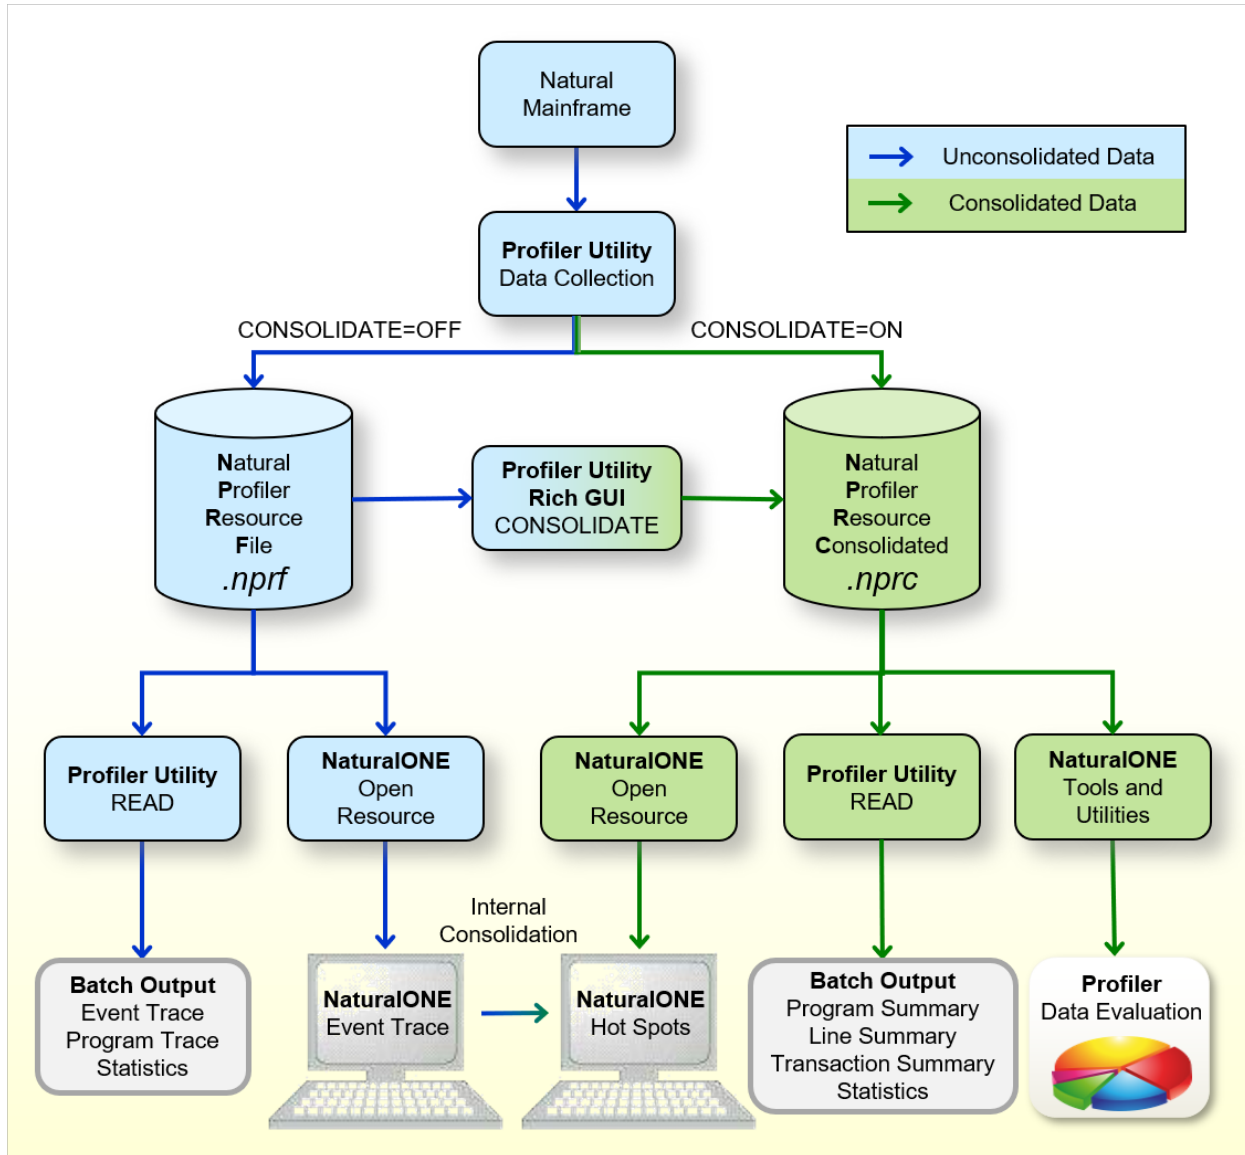 Natural
Mainframe
Unconsolidated Data
Consolidated Data
Profiler Utility
Data Collection
CONSOLIDATE=OFF
CONSOLIDATE=ON
Natural
Profiler
Resource
File
.nprf
Profiler Utility
Rich GUI
CONSOLIDATE
Natural
Profiler
Resource
Consolidated
.nprc
Profiler Utility
READ
NaturalONE
Open
Resource
NaturalONE
Open
Resource
Profiler Utility
READ
NaturalONE
Tools and
Utilities
Internal
Consolidation
Batch Output
Event Trace
Program Trace
Statistics
NaturalONE
Event Trace
NaturalONE
Hot Spots
Batch Output
Program Summary
Line Summary
Transaction Summary
Statistics
Profiler
Data Evaluation